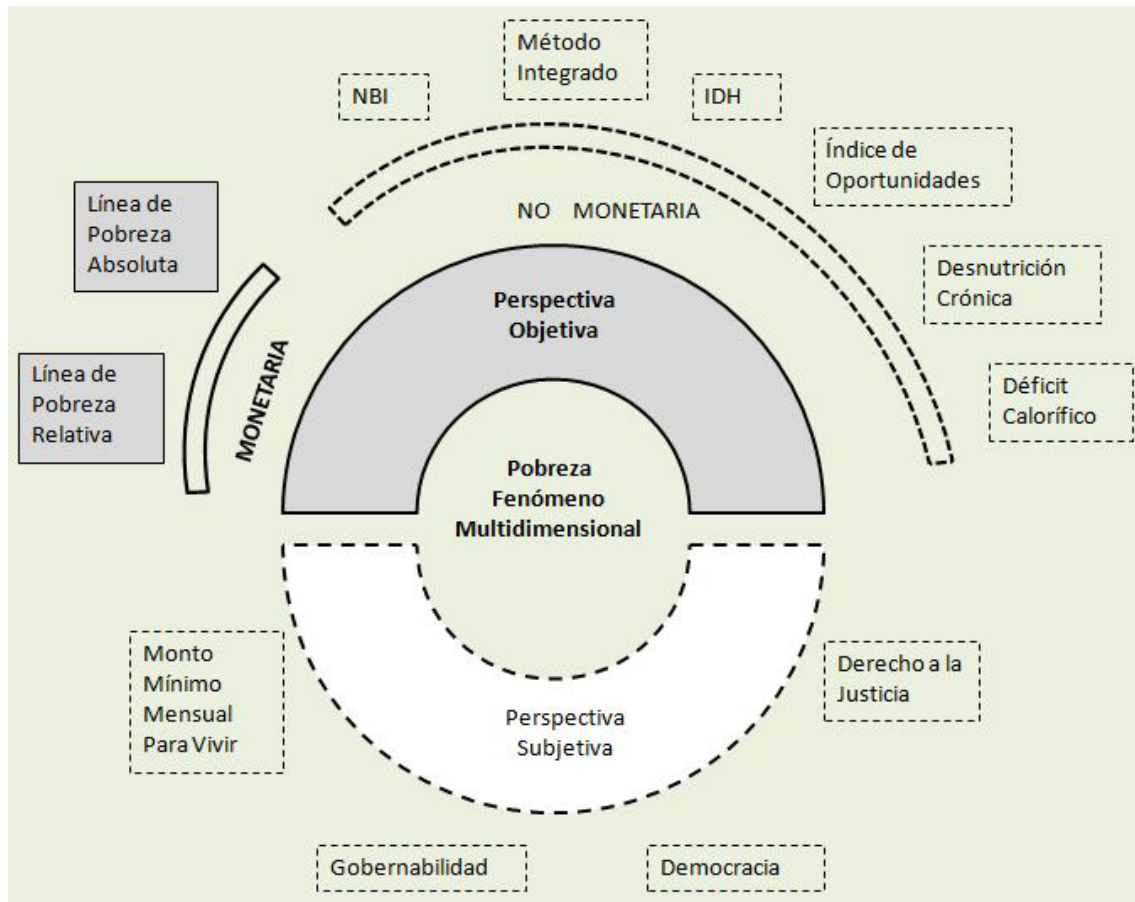 Método
Integrado
NBI
IDH
Índice de
Oportunidades
Línea de
Pobreza
Absoluta
NO MONETARIA
Desnutrición
Crónica
Perspectiva
Objetiva
MONETARIA
Línea de
Pobreza
Relativa
Déficit
Calorífico
Pobreza
Fenómeno
Multidimensional
Monto
Mínimo
Mensual
Para Vivir
Derecho a la
Justicia
Perspectiva
Subjetiva
Gobernabilidad
Democracia